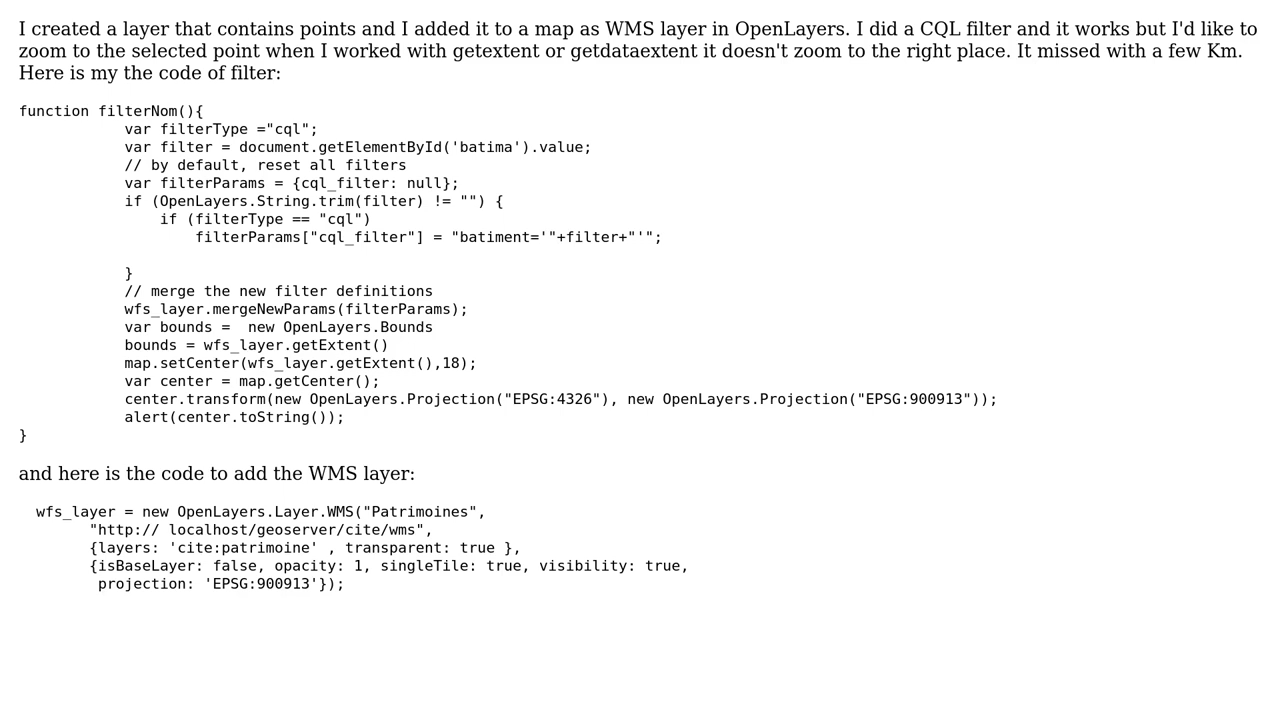 I created a layer that contains points and I added it to a map as WMS layer in OpenLayers. I did a CQL filter and it works but I'd like to
zoom to the selected point when I worked with getextent or getdataextent it doesn't zoom to the right place. It missed with a few Km.
Here is my the code of filter:
function filterNom(){
            var filterType ="cql";
            var filter = document.getElementById('batima').value;
            // by default, reset all filters
            var filterParams = {cql_filter: null};
            if (OpenLayers.String.trim(filter) != "") {
                if (filterType == "cql")
                    filterParams["cql_filter"] = "batiment='"+filter+"'";
            }
            // merge the new filter definitions
            wfs_layer.mergeNewParams(filterParams);
            var bounds =  new OpenLayers.Bounds
            bounds = wfs_layer.getExtent()
            map.setCenter(wfs_layer.getExtent(),18);
            var center = map.getCenter();
            center.transform(new OpenLayers.Projection("EPSG:4326"), new OpenLayers.Projection("EPSG:900913"));
            alert(center.toString());
}
and here is the code to add the WMS layer:
  wfs_layer = new OpenLayers.Layer.WMS("Patrimoines",
        "http:// localhost/geoserver/cite/wms",
        {layers: 'cite:patrimoine' , transparent: true },
        {isBaseLayer: false, opacity: 1, singleTile: true, visibility: true,
         projection: 'EPSG:900913'});